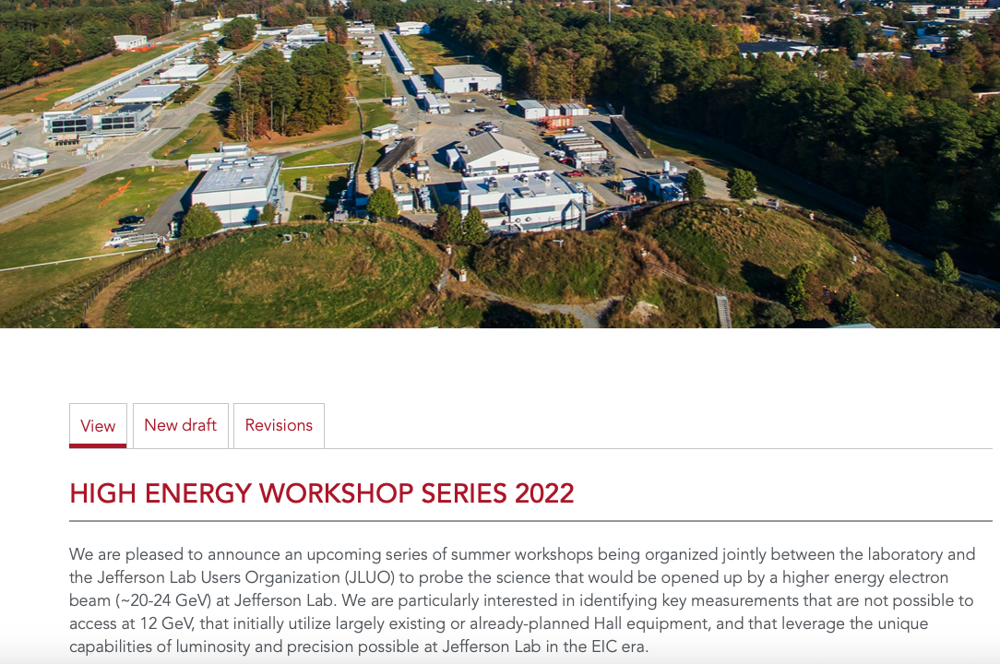 View
New draft
Revisions
HIGH ENERGY WORKSHOP SERIES 2022
We are pleased to announce an upcoming series of summer workshops being organized jointly between the laboratory and
the Jefferson Lab Users Organization (JLUO) to probe the science that would be opened up by a higher energy electron
beam (~20-24 GeV) at Jefferson Lab. We are particularly interested in identifying key measurements that are not possible to
access at 12 GeV, that initially utilize largely existing or already-planned Hall equipment, and that leverage the unique
capabilities of luminosity and precision possible at Jefferson Lab in the EIC era.